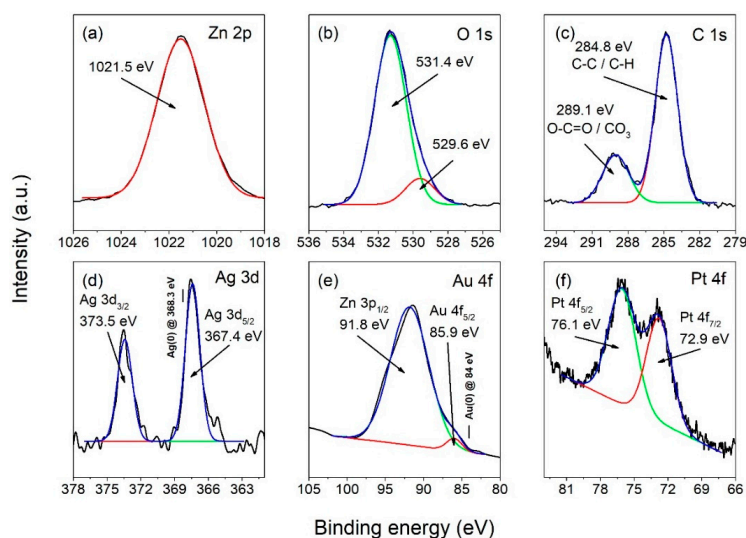 Intensity (a.u.)
(a)
Zn 2p
1021.5 eV
1026 1024 1022 1020 1018
(b)
O 1s
531.4 eV
529.6 eV
536 534 532 530 528 526
(c)
C 1s
284.8 eV
C-C / C-H
289.1 eV
O-C=O / CO3
294 291 288 285 282 279
(d)
Ag 3d
Ag 3d3/2
373.5 eV
Ag(0) @ 368.3 eV
Ag 3d5/2
367.4 eV
378 375 372 369 366 363
(e)
Au 4f
Zn 3p1/2
91.8 eV
Au 4f5/2
85.9 eV
Au(0) @ 84 eV
105 100 95 90 85 80
(f)
Pt 4f
Pt 4f5/2
76.1 eV
Pt 4f7/2
72.9 eV
81 76 71 66
Binding energy (eV)